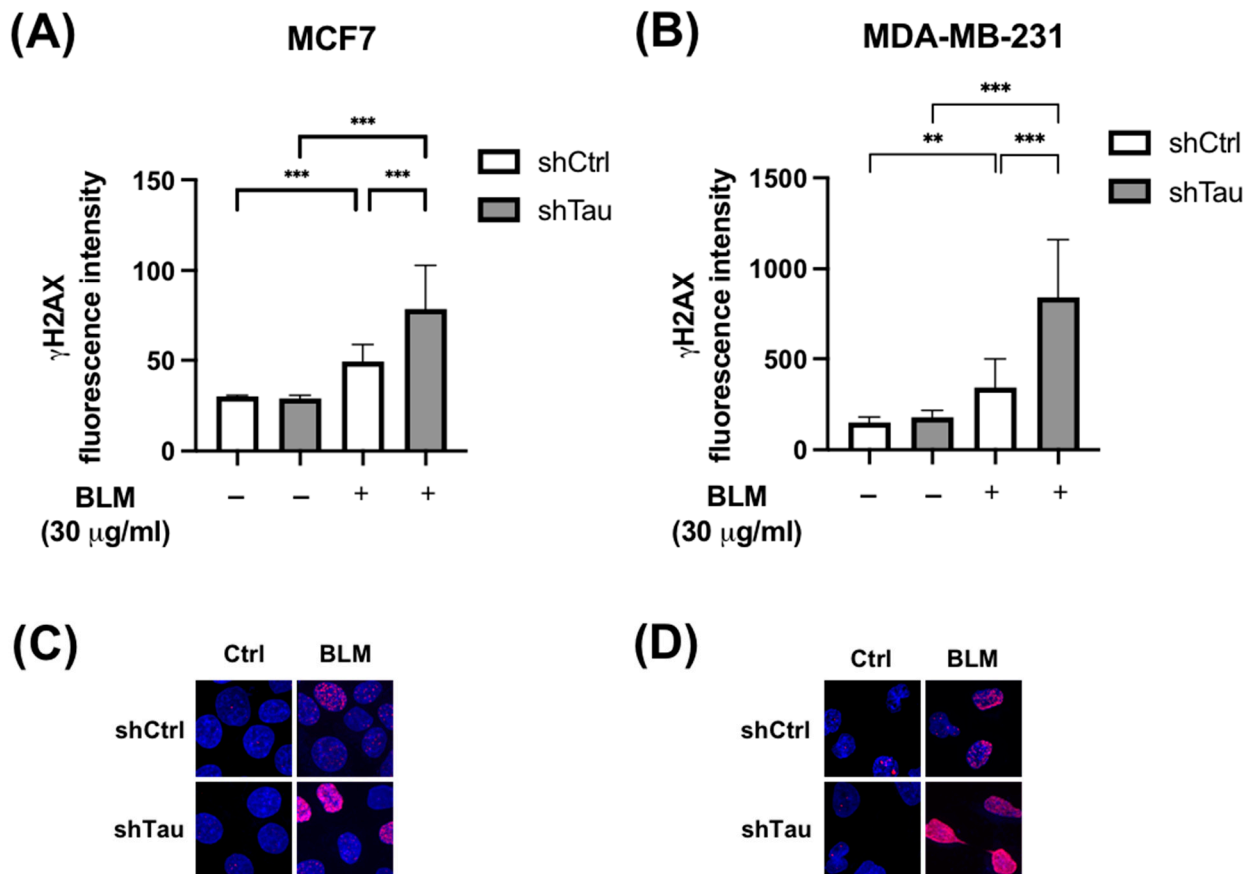 (A)
MCF7
***
***
***
shCtrl
shTau
150
100
50
0
γH2AX
fluorescence intensity
BLM
(30 μg/ml)
– – + +
(B)
MDA-MB-231
***
**
***
shCtrl
shTau
1500
1000
500
0
γH2AX
fluorescence intensity
BLM
(30 μg/ml)
– – + +
(C)
Ctrl BLM
shCtrl
shTau
(D)
Ctrl BLM
shCtrl
shTau